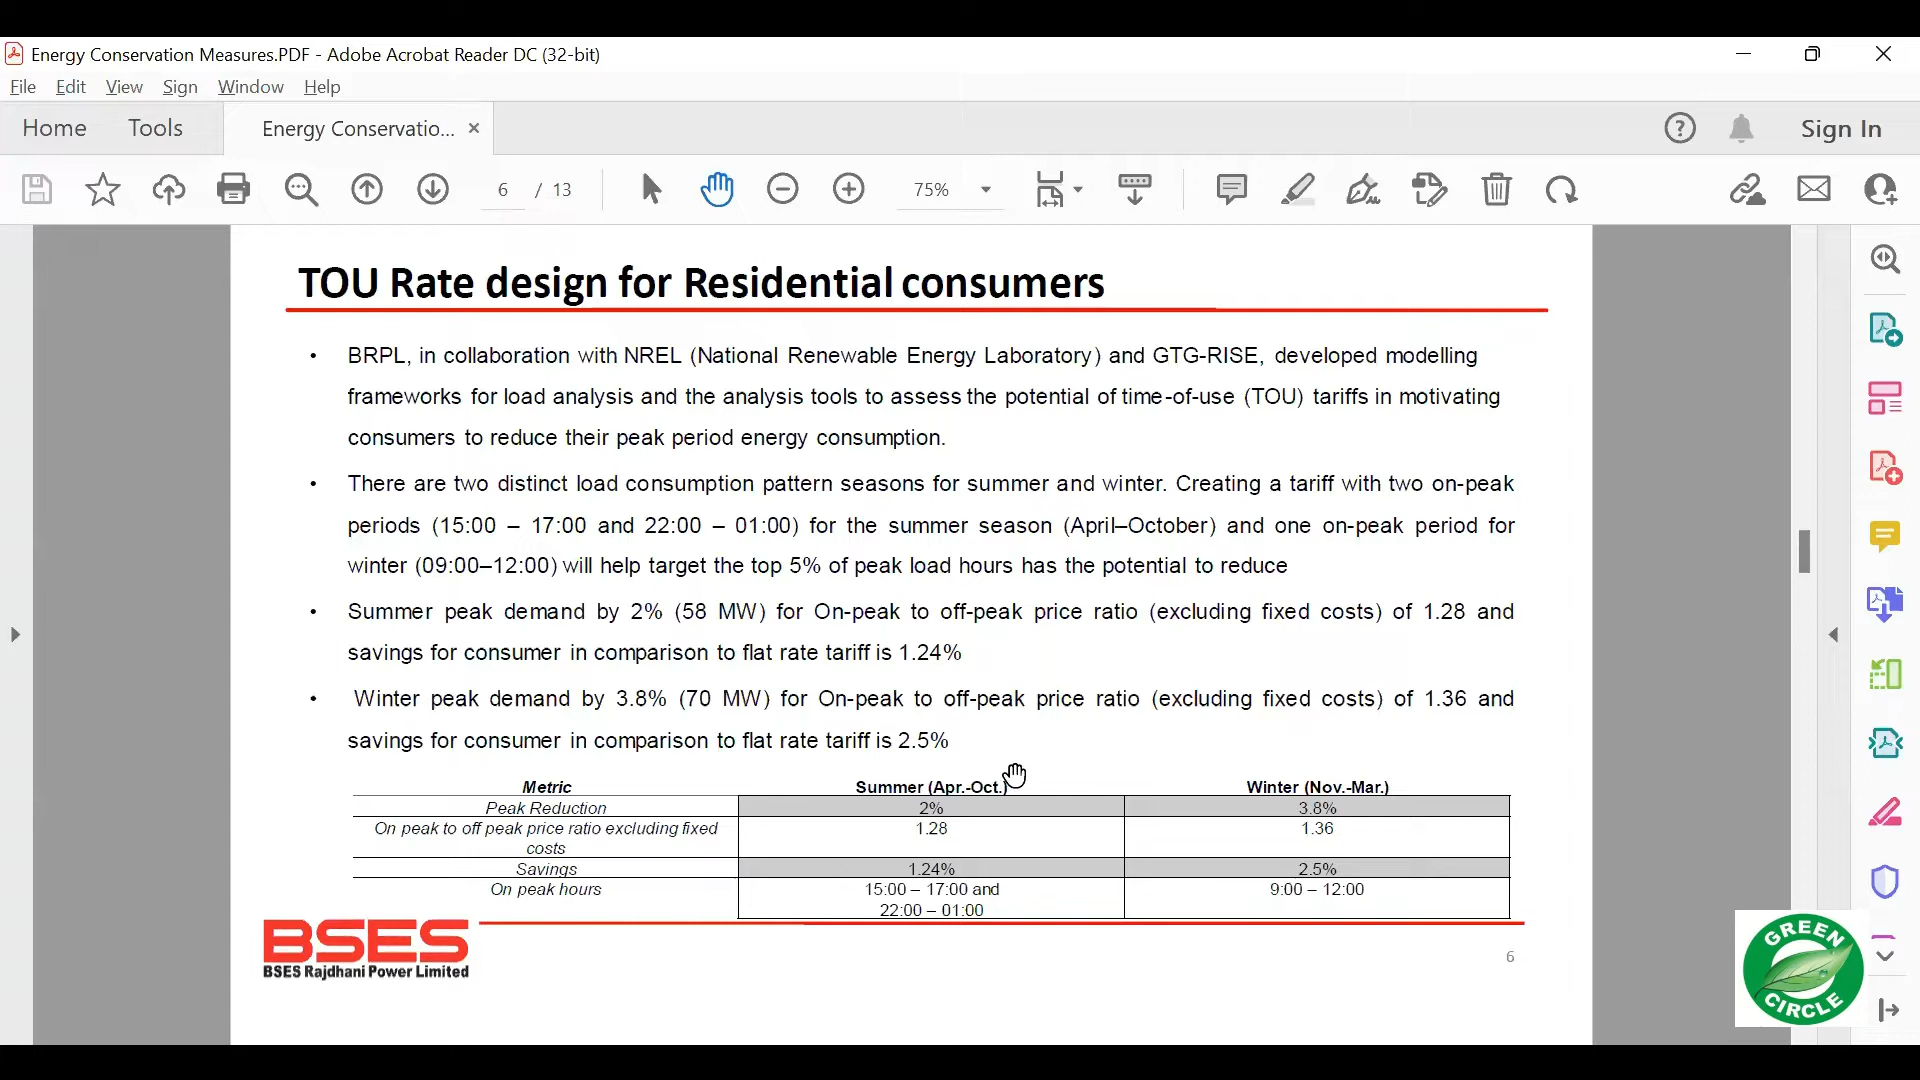 Energy Conservation Measures.PDF - Adobe Acrobat Reader DC (32-bit)
File Edit View Sign Window Help
Home Tools Energy Conservatio... Sign In
6 / 13 75%
TOU Rate design for Residential consumers
• BRPL, in collaboration with NREL (National Renewable Energy Laboratory) and GTG-RISE, developed modelling
frameworks for load analysis and the analysis tools to assess the potential of time-of-use (TOU) tariffs in motivating
consumers to reduce their peak period energy consumption.
• There are two distinct load consumption pattern seasons for summer and winter. Creating a tariff with two on-peak
periods (15:00 – 17:00 and 22:00 – 01:00) for the summer season (April–October) and one on-peak period for
winter (09:00–12:00) will help target the top 5% of peak load hours has the potential to reduce
• Summer peak demand by 2% (58 MW) for On-peak to off-peak price ratio (excluding fixed costs) of 1.28 and
savings for consumer in comparison to flat rate tariff is 1.24%
• Winter peak demand by 3.8% (70 MW) for On-peak to off-peak price ratio (excluding fixed costs) of 1.36 and
savings for consumer in comparison to flat rate tariff is 2.5%
Metric Summer (Apr.-Oct.) Winter (Nov.-Mar.)
Peak Reduction 2% 3.8%
On peak to off peak price ratio excluding fixed 1.28 1.36
costs
Savings 1.24% 2.5%
On peak hours 15:00 – 17:00 and 9:00 – 12:00
22:00 – 01:00
BSES
BSES Rajdhani Power Limited
6
GREEN
CIRCLE